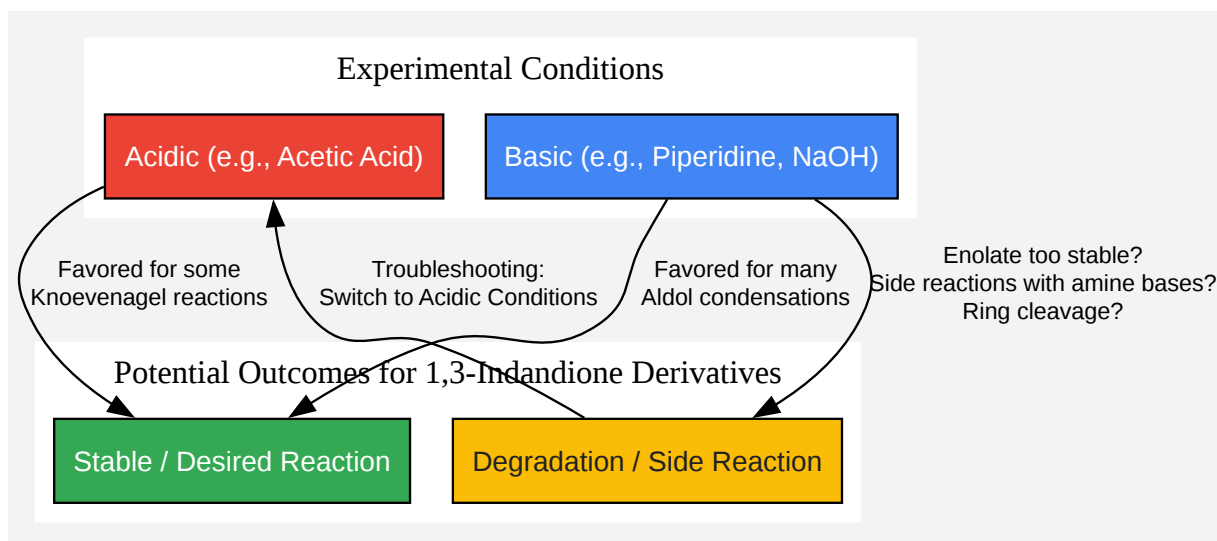 Experimental Conditions
Acidic (e.g., Acetic Acid)
Basic (e.g., Piperidine, NaOH)
Favored for some
Knoevenagel reactions
Troubleshooting:
Switch to Acidic Conditions
Favored for many
Aldol condensations
Enolate too stable?
Side reactions with amine bases?
Ring cleavage?
Potential Outcomes for 1,3-Indandione Derivatives
Stable / Desired Reaction
Degradation / Side Reaction